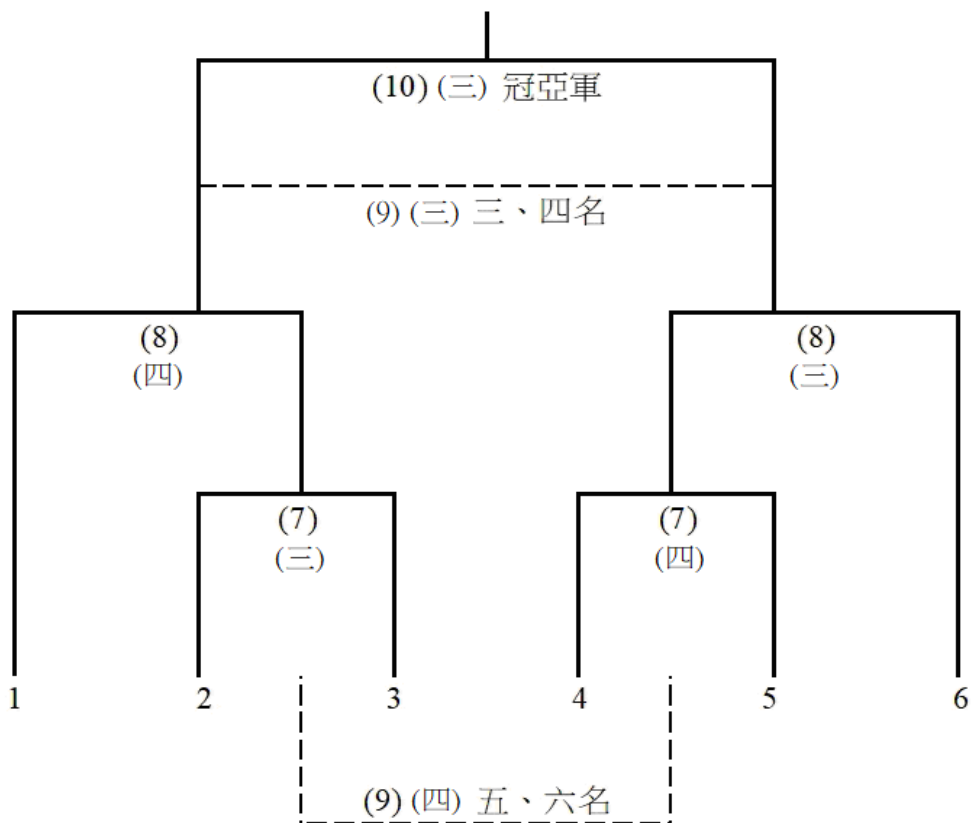 (10) (三) 冠亞軍
(9) (三) 三、四名
(8) (8)
(四) (三)
(7) (7)
(三) (四)
1 2 3 4 5 6
(9) (四) 五、六名